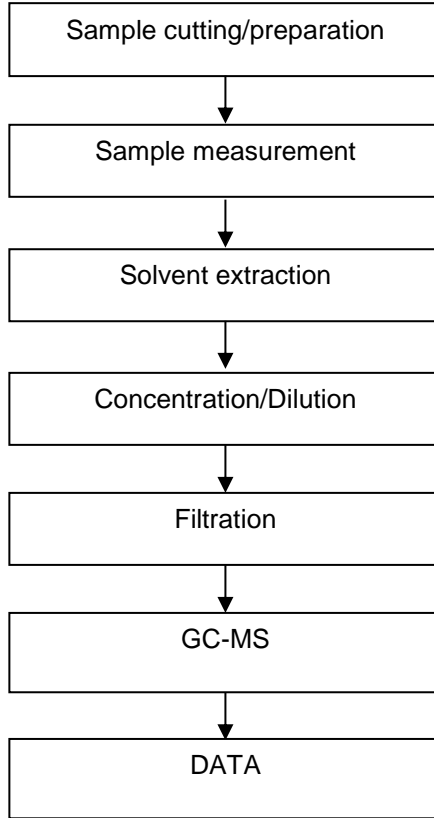 Sample cutting/preparation
Sample measurement
Solvent extraction
Concentration/Dilution
Filtration
GC-MS
DATA